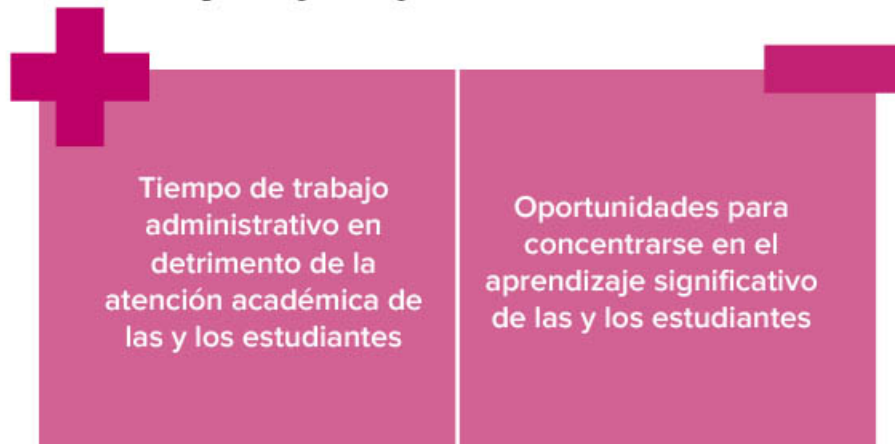 Tiempo de trabajo
administrativo en
detrimento de la
atención académica de
las y los estudiantes
Oportunidades para
concentrarse en el
aprendizaje significativo
de las y los estudiantes